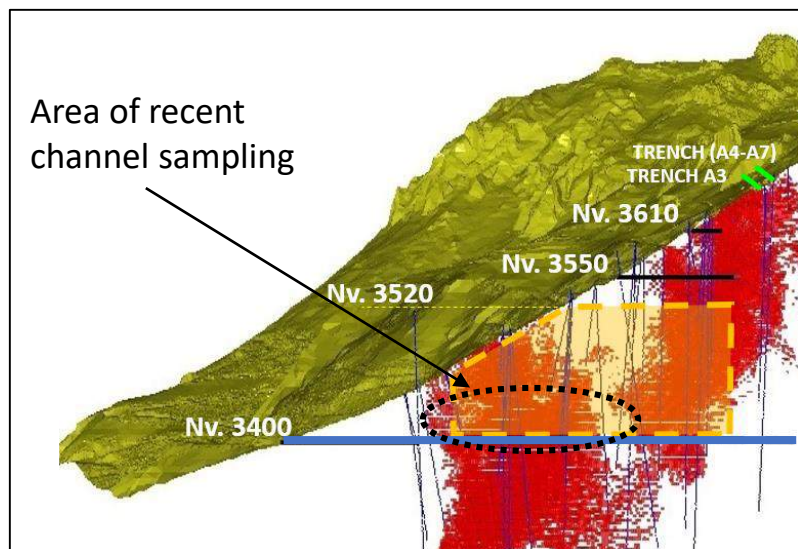 Area of recent
channel sampling
TRENCH (A4-A7)
TRENCH A3
Nv. 3610
Nv. 3550
Nv. 3520
Nv. 3400